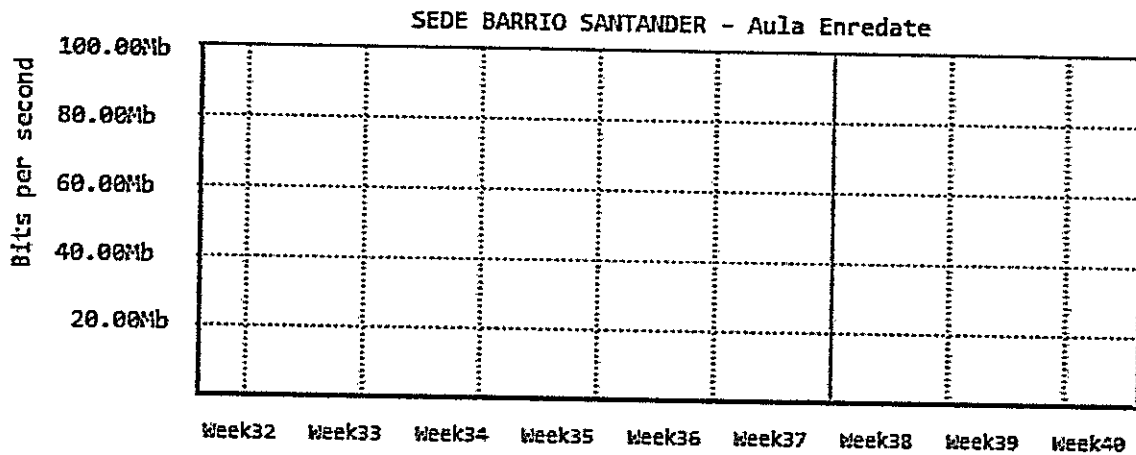 SEDE BARRIO SANTANDER - Aula Enredate
Bits per second
100.00Mb
80.00Mb
60.00Mb
40.00Mb
20.00Mb
Week32 Week33 Week34 Week35 Week36 Week37 Week38 Week39 Week40